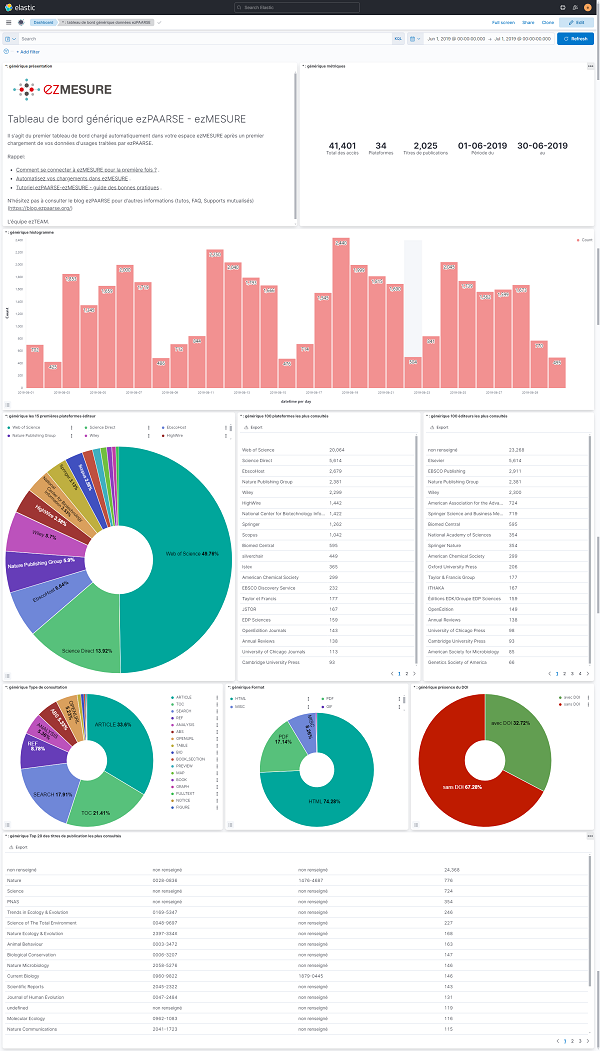 elastic
Search Elastic
Dashboard
* : tableau de bord générique données ezPAARSE
Full screen
Share
Clone
Edit
Search
KQL
Jun 1, 2019 @ 00:00:00.000
Jul 1, 2019 @ 00:00:00.000
Refresh
+ Add filter
* : générique présentation
ezMESURE
Tableau de bord générique ezPAARSE - ezMESURE
Il s'agit du premier tableau de bord chargé automatiquement dans votre espace ezMESURE après un premier
chargement de vos données d'usages traitées par ezPAARSE.
Rappel:
Comment se connecter à ezMESURE pour la première fois ? .
Automatisez vos chargements dans ezMESURE .
Tutoriel ezPAARSE-ezMESURE - guide des bonnes pratiques .
N'hésitez pas à consulter le blog ezPAARSE pour d'autres informations (tutos, FAQ, Supports mutualisés)
(https://blog.ezpaarse.org/)
L'équipe ezTEAM.
* : générique métriques
41,401
Total des accès
34
Plateformes
2,025
Titres de publications
01-06-2019
Période du
30-06-2019
au
* : générique histogramme
Count
datetime per day
* : générique les 15 premières plateformes éditeur
Web of Science
Science Direct
EbscoHost
Nature Publishing Group
Wiley
HighWire
Web of Science 49.79%
Science Direct 13.92%
EbscoHost 6.64%
Nature Publishing Group 5.9%
Wiley 5.7%
HighWire 3.58%
* : générique 100 plateformes les plus consultés
Export
Web of Science 20,064
Science Direct 5,614
EbscoHost 2,679
Nature Publishing Group 2,381
Wiley 2,299
HighWire 1,442
National Center for Biotechnology Info... 1,422
Springer 1,262
Scopus 1,042
Biomed Central 595
silverchair 449
Istex 365
American Chemical Society 289
EBSCO Discovery Service 232
Taylor et Francis 177
JSTOR 167
EDP Sciences 159
OpenEdition Journals 143
Annual Reviews 138
University of Chicago Journals 113
Cambridge University Press 93
1 2
* : générique 100 éditeurs les plus consultés
Export
non renseigné 23,268
Elsevier 5,614
EBSCO Publishing 2,911
Nature Publishing Group 2,381
Wiley 2,300
American Association for the Adva... 724
Springer Science and Business Me...
Biomed Central 595
National Academy of Sciences 354
Springer Nature 354
American Chemical Society 289
Oxford University Press 206
Taylor & Francis Group 177
ITHAKA 167
Editions EDK/Groupe EDP Sciences 159
OpenEdition 149
Annual Reviews 138
University of Chicago Press
Cambridge University Press 93
American Society for Microbiology 85
Genetics Society of America
1 2 3 4
* : générique Type de consultation
ARTICLE
TOC
SEARCH
REF
ANALYSIS
ABS
OPENURL
TABLE
BIO
BOOK_SECTION
PREVIEW
MAP
BOOK
GRAPH
FULLTEXT
NOTICE
FIGURE
ARTICLE 33.6%
TOC 21.41%
SEARCH 17.91%
REF 8.78%
* : générique Format
HTML
PDF
MISC
GIF
HTML 74.28%
PDF 17.14%
* : générique présence du DOI
avec DOI
sans DOI
avec DOI 32.72%
sans DOI 67.28%
* : générique Top 20 des titres de publication les plus consultés
Export
non renseigné non renseigné non renseigné 24,368
Nature 0028-0836 1476-4687 776
Science non renseigné non renseigné 724
PNAS non renseigné non renseigné 354
Trends in Ecology & Evolution 0169-5347 non renseigné 246
Science of The Total Environment 0048-9697 non renseigné 227
Nature Ecology & Evolution 2397-334X non renseigné 169
Animal Behaviour 0003-3472 non renseigné 163
Biological Conservation 0006-3207 non renseigné 147
Nature Microbiology 2058-5276 non renseigné 146
Current Biology 0960-9822 1879-0445 146
Scientific Reports 2045-2322 non renseigné 143
Journal of Human Evolution 0047-2484 non renseigné 131
undefined non renseigné non renseigné 119
Molecular Ecology 0962-1083 non renseigné 116
Nature Communications 2041-1723 non renseigné 115
1 2 3